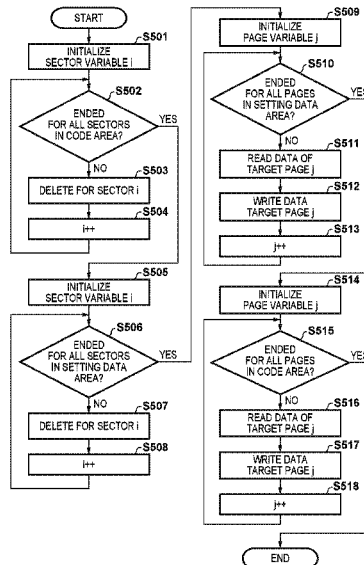 START
S501
INITIALIZE
SECTOR VARIABLE i
S502
ENDED
FOR ALL SECTORS
IN CODE AREA?
YES
NO
S503
DELETE FOR SECTOR i
S504
i++
S505
INITIALIZE
SECTOR VARIABLE i
S506
ENDED
FOR ALL SECTORS
IN SETTING DATA
AREA?
YES
NO
S507
DELETE FOR SECTOR i
S508
i++
S509
INITIALIZE
PAGE VARIABLE j
S510
ENDED
FOR ALL PAGES
IN SETTING DATA
AREA?
YES
NO
S511
READ DATA OF
TARGET PAGE j
S512
WRITE DATA
TARGET PAGE j
S513
j++
S514
INITIALIZE
PAGE VARIABLE j
S515
ENDED
FOR ALL PAGES
IN CODE AREA?
YES
NO
S516
READ DATA OF
TARGET PAGE j
S517
WRITE DATA
TARGET PAGE j
S518
j++
END